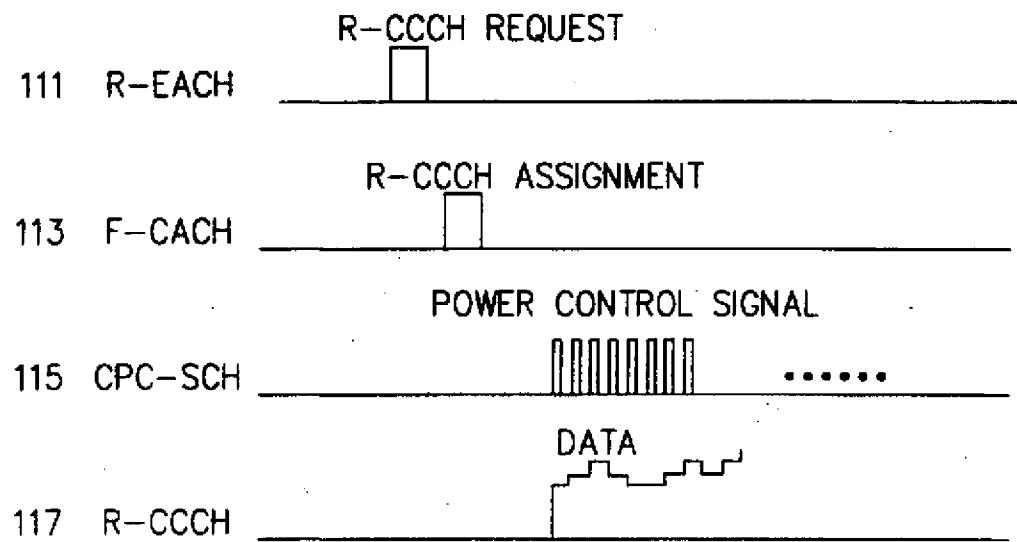 R-CCCH REQUEST
111 R-EACH
R-CCCH ASSIGNMENT
113 F-CACH
POWER CONTROL SIGNAL
115 CPC-SCH
DATA
117 R-CCCH